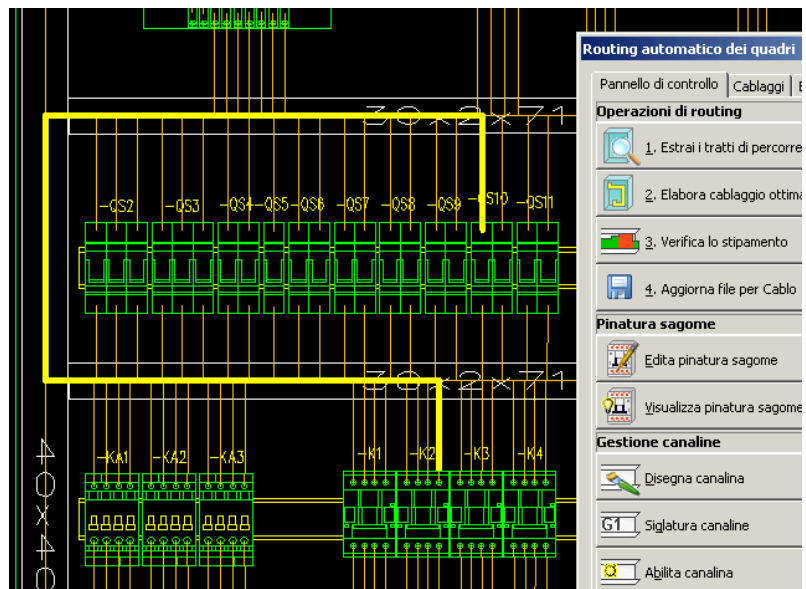 Routing automatico dei quadri
Pannello di controllo
Cablaggi
Operazioni di routing
1. Estrai i tratti di percorre
2. Elabora cablaggio ottima
3. Verifica lo stipamento
4. Aggiorna file per Cablo
Pinatura sagome
Edita pinatura sagome
Visualizza pinatura sagome
Gestione canaline
Disegna canalina
G1 Siglatura canaline
Abilita canalina
30x2x71
-QS2 -QS3 -QS4 -QS5 -QS6 -QS7 -QS8 -QS9 -QS10 -QS11
30x2x71
-KA1 -KA2 -KA3 -K1 -K2 -K3 -K4
40x40